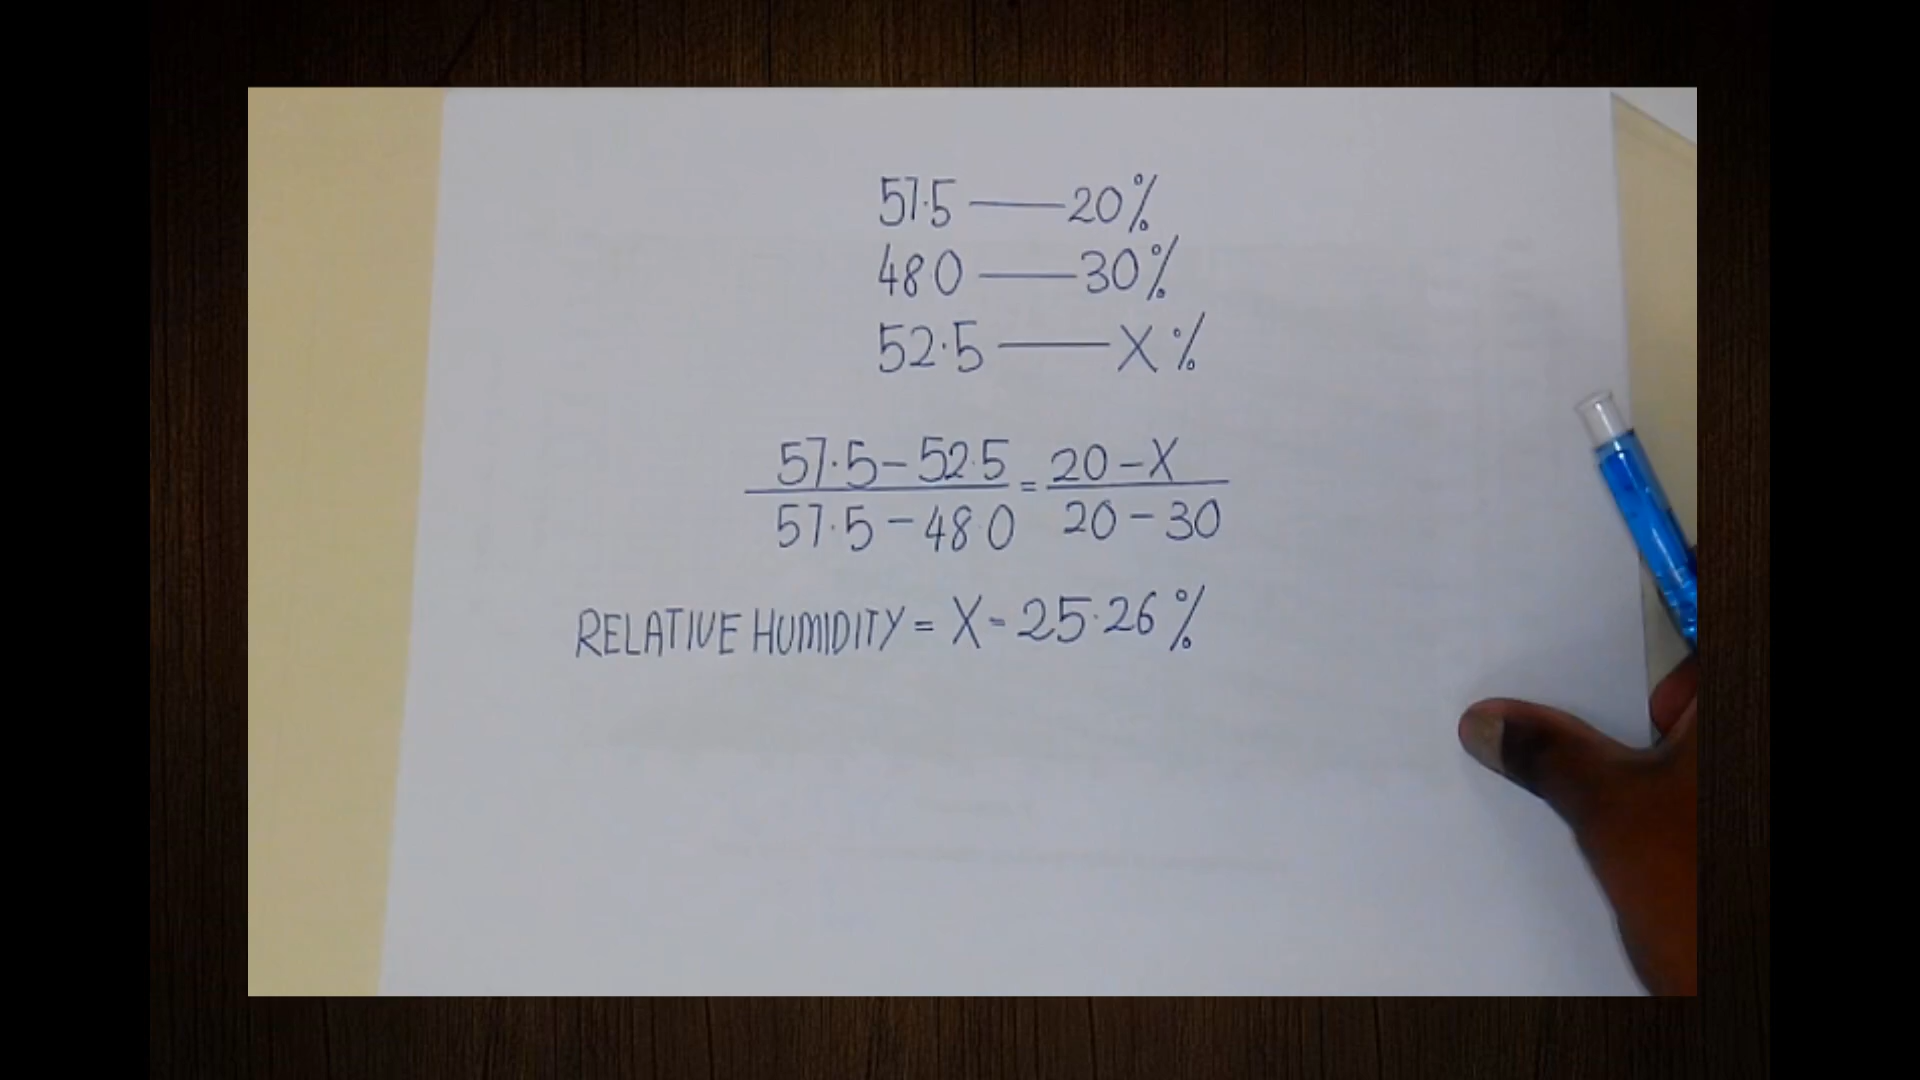 57.5 — 20%
48 0 — 30%
52.5 — X %
57.5 - 52.5 = 20 - X
57.5 - 48.0   20 - 30
RELATIVE HUMIDITY = X = 25.26%